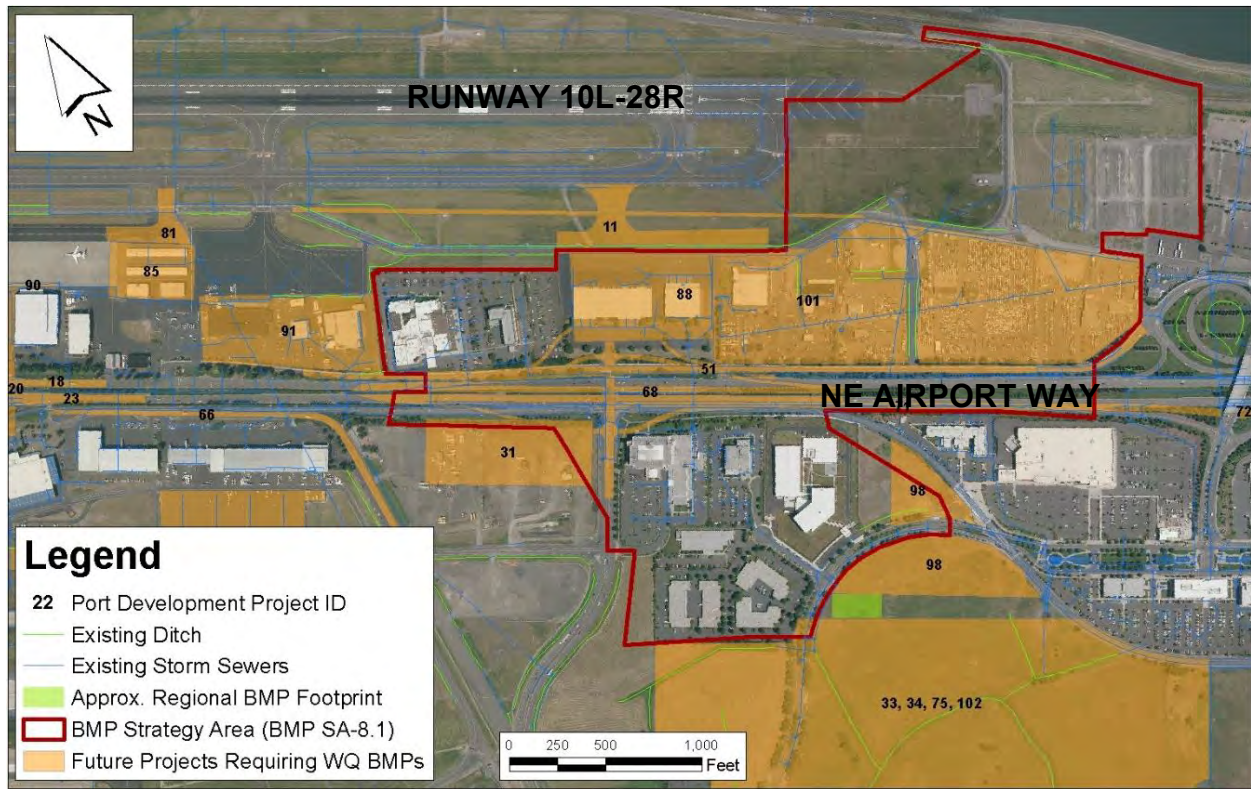 N
RUNWAY 10L-28R
81
11
85
90
88
101
91
51
18
20
23
68
NE AIRPORT WAY
66
72
31
98
98
33, 34, 75, 102
Legend
22 Port Development Project ID
Existing Ditch
Existing Storm Sewers
Approx. Regional BMP Footprint
BMP Strategy Area (BMP SA-8.1)
Future Projects Requiring WQ BMPs
0 250 500 1,000
Feet